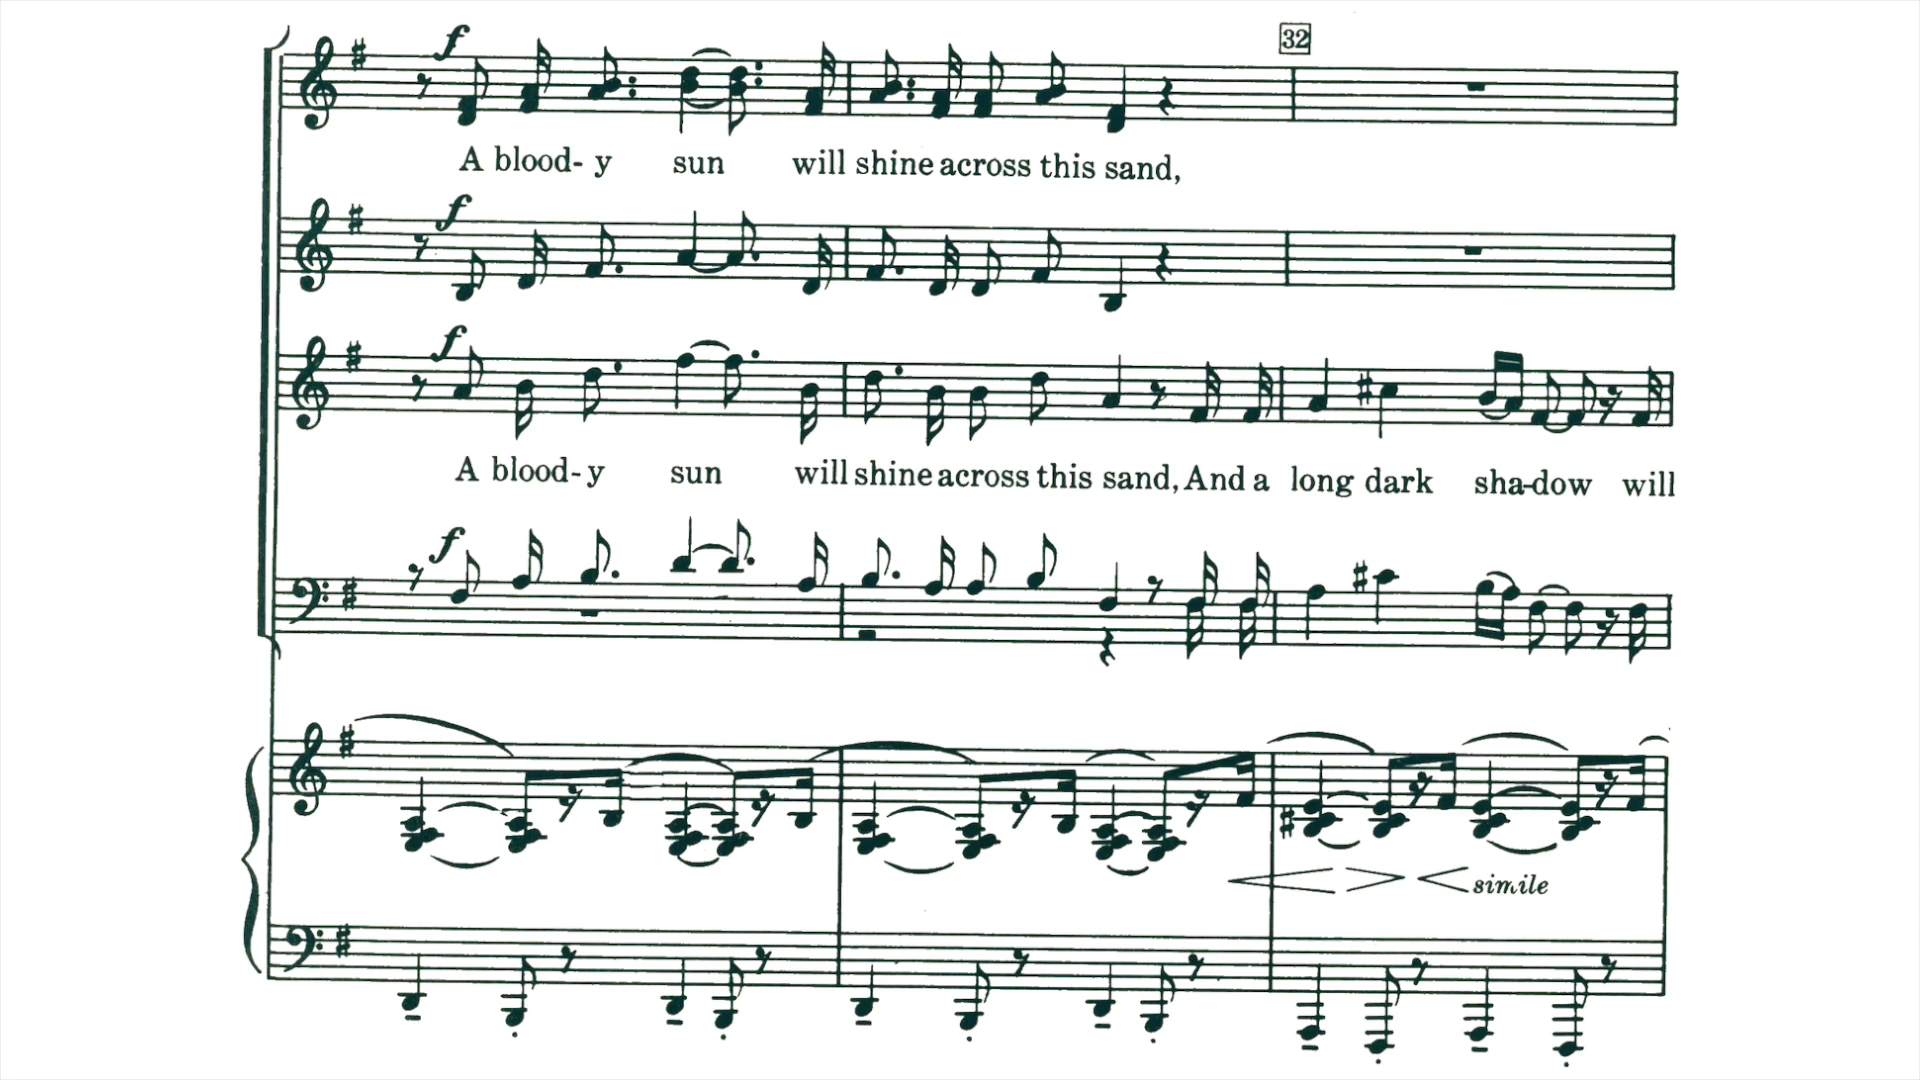 32
f
A blood- y sun will shine across this sand,
f
f
A blood- y sun will shine across this sand, And a long dark sha-dow will
f
simile